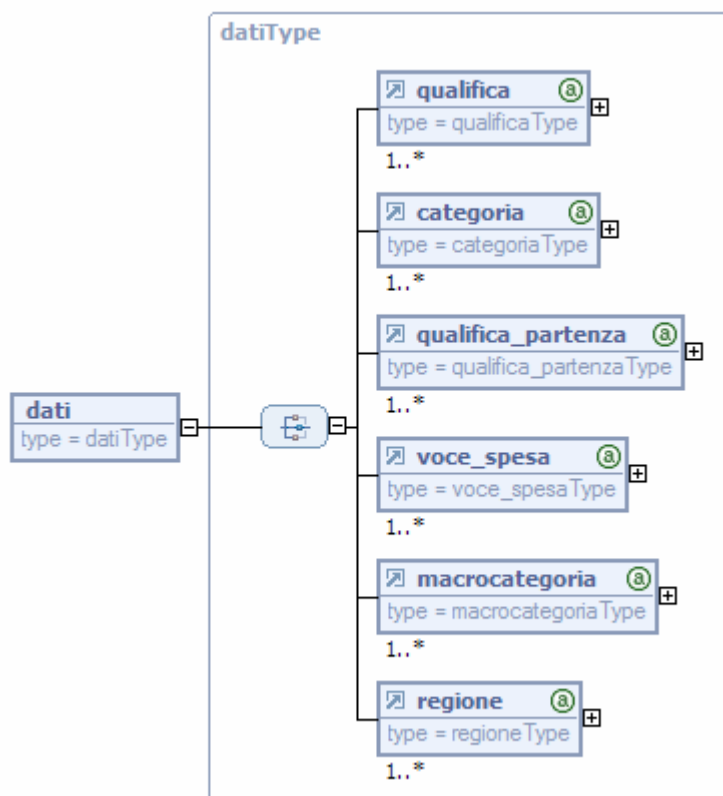 datiType
qualifica
type = qualificaType
1..*
categoria
type = categoriaType
1..*
qualifica_partenza
type = qualifica_partenzaType
1..*
dati
type = datiType
voce_spesa
type = voce_spesaType
1..*
macrocategoria
type = macrocategoriaType
1..*
regione
type = regioneType
1..*